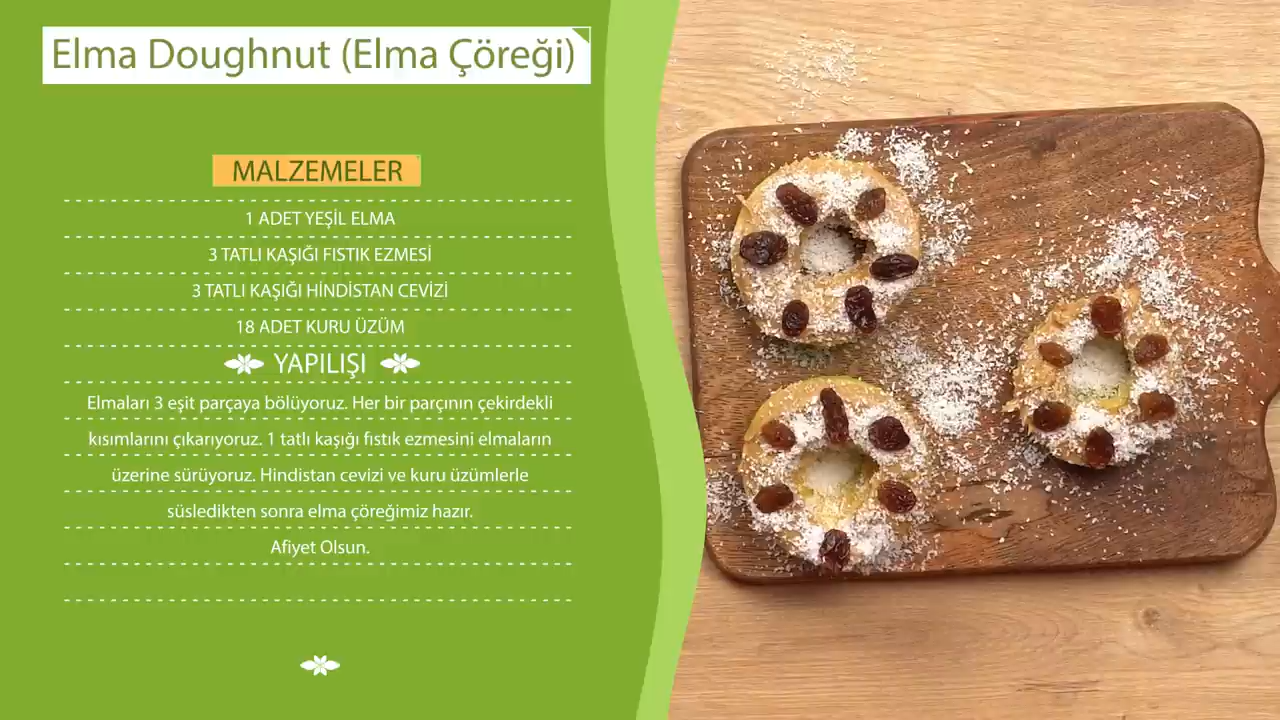 Elma Doughnut (Elma Çöreği)
MALZEMELER
1 ADET YEŞİL ELMA
3 TATLI KAŞIĞI FISTIK EZMESİ
3 TATLI KAŞIĞI HİNDİSTAN CEVİZİ
18 ADET KURU ÜZÜM
YAPILIŞI
Elmaları 3 eşit parçaya bölüyoruz. Her bir parçının çekirdekli
kısımlarını çıkarıyoruz. 1 tatlı kaşığı fıstık ezmesini elmaların
üzerine sürüyoruz. Hindistan cevizi ve kuru üzümlerle
süsledikten sonra elma çöreğimiz hazır.
Afiyet Olsun.